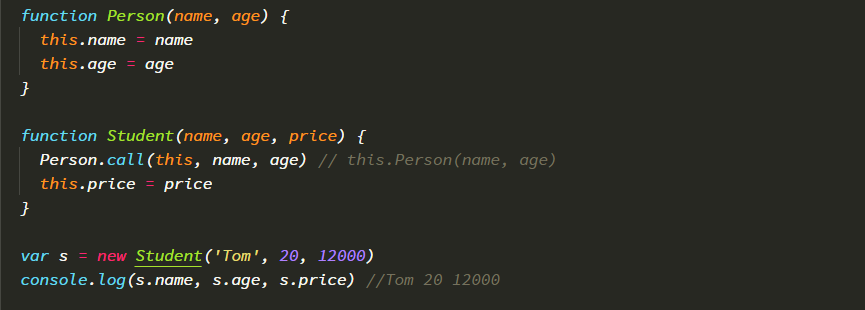 function Person(name, age) {
this.name = name
this.age = age
}
function Student(name, age, price) {
Person.call(this, name, age) // this.Person(name, age)
this.price = price
}
var s = new Student('Tom', 20, 12000)
console.log(s.name, s.age, s.price) //Tom 20 12000